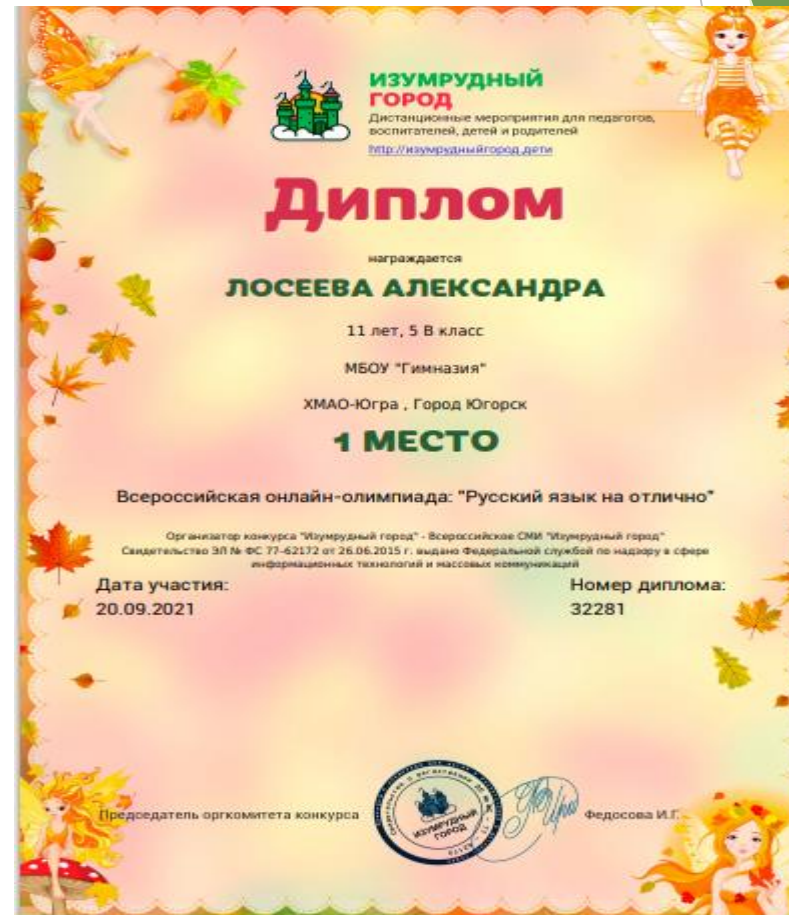 ИЗУМРУДНЫЙ
ГОРОД
Дистанционные мероприятия для педагогов,
воспитателей, детей и родителей
http://изумрудныйгород.дети
Диплом
награждается
ЛОСЕЕВА АЛЕКСАНДРА
11 лет, 5 В класс
МБОУ "Гимназия"
ХМАО-Югра , Город Югорск
1 МЕСТО
Всероссийская онлайн-олимпиада: "Русский язык на отлично"
Организатор конкурса "Изумрудный город" - Всероссийское СМИ "Изумрудный город"
Свидетельство ЭЛ № ФС 77-62172 от 26.06.2015 г. выдано Федеральной службой по надзору в сфере
информационных технологий и массовых коммуникаций
Дата участия:
20.09.2021
Номер диплома:
32281
Председатель оргкомитета конкурса
ИЗУМРУДНЫЙ
ГОРОД
Федосова И.Г.